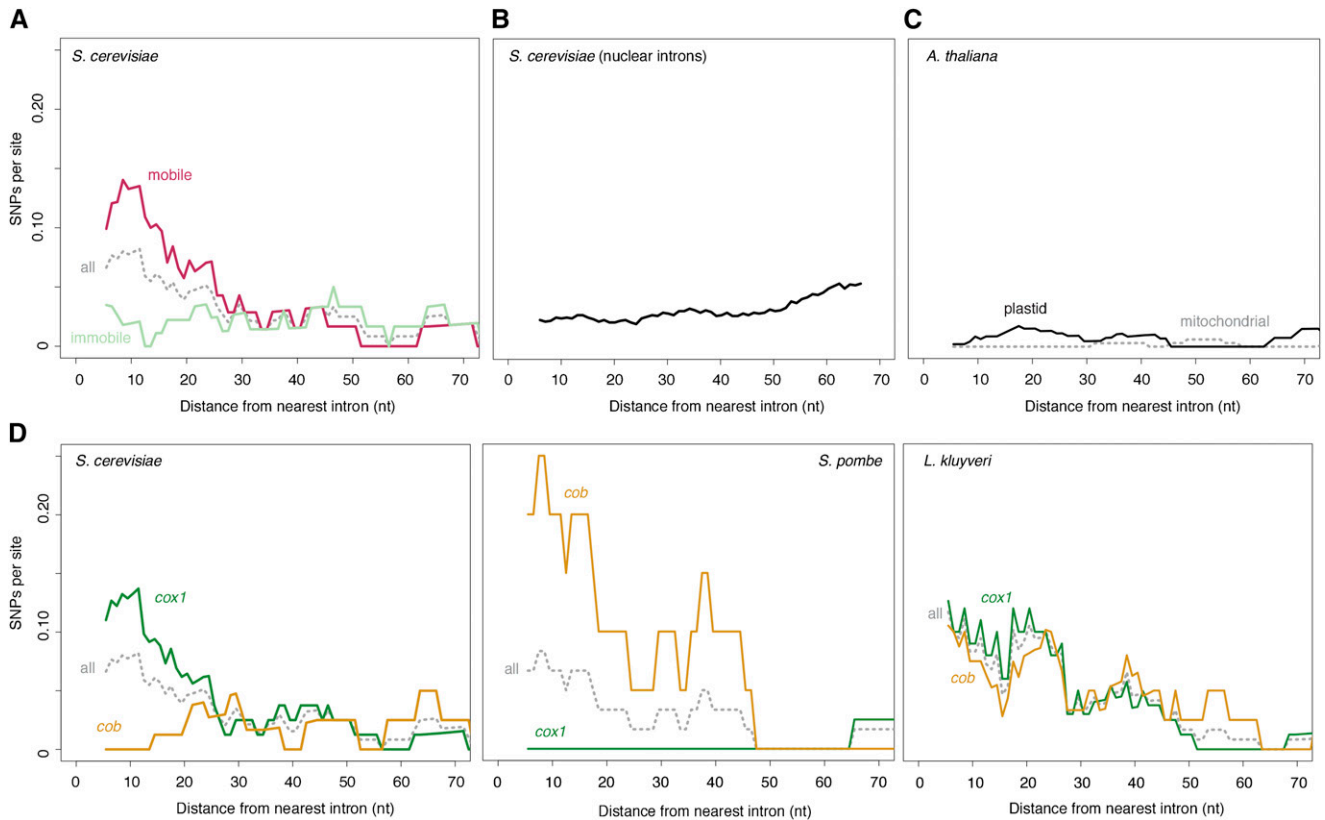 A
B
C
S. cerevisiae
S. cerevisiae (nuclear introns)
A. thaliana
SNPs per site
0.20
0.10
0
mobile
all
immobile
plastid
mitochondrial
0 10 20 30 40 50 60 70
0 10 20 30 40 50 60 70
0 10 20 30 40 50 60 70
Distance from nearest intron (nt)
Distance from nearest intron (nt)
Distance from nearest intron (nt)
D
S. cerevisiae
S. pombe
L. kluyveri
SNPs per site
0.20
0.10
0
cox1
all
cob
cob
all
cox1
cox1
all
cob
0 10 20 30 40 50 60 70
0 10 20 30 40 50 60 70
0 10 20 30 40 50 60 70
Distance from nearest intron (nt)
Distance from nearest intron (nt)
Distance from nearest intron (nt)